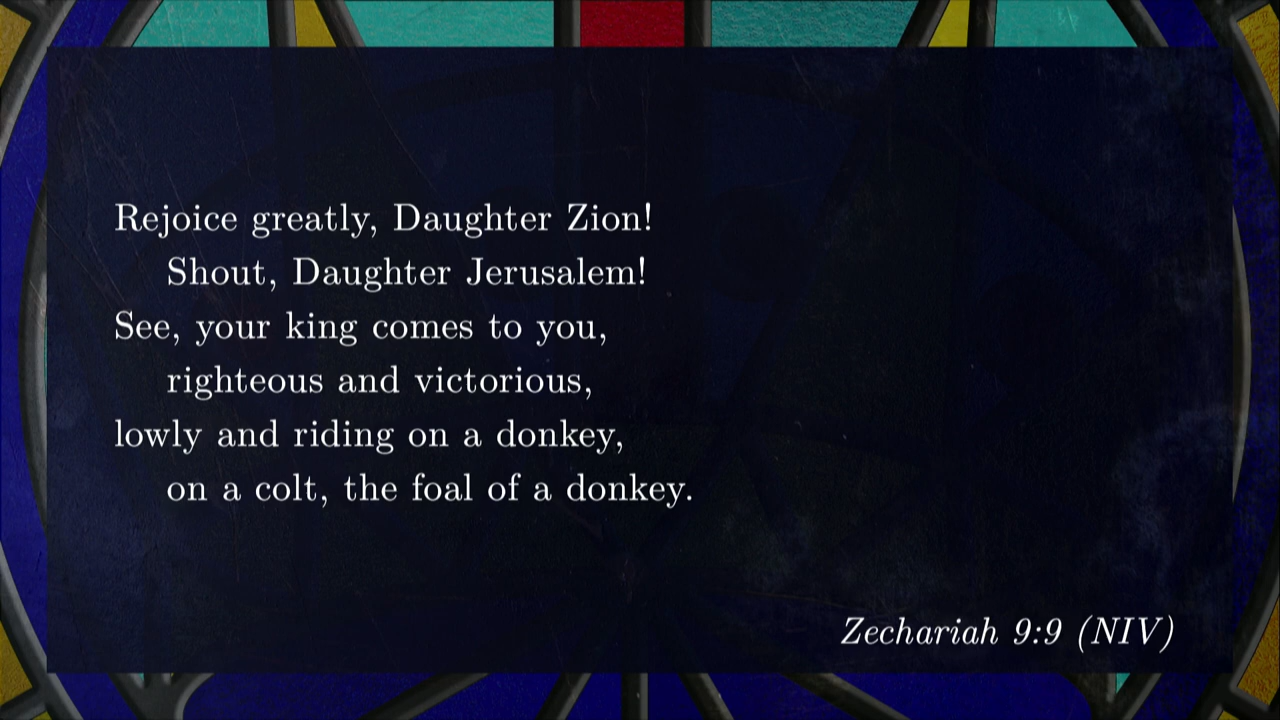 Rejoice greatly, Daughter Zion!
Shout, Daughter Jerusalem!
See, your king comes to you,
righteous and victorious,
lowly and riding on a donkey,
on a colt, the foal of a donkey.
Zechariah 9:9 (NIV)